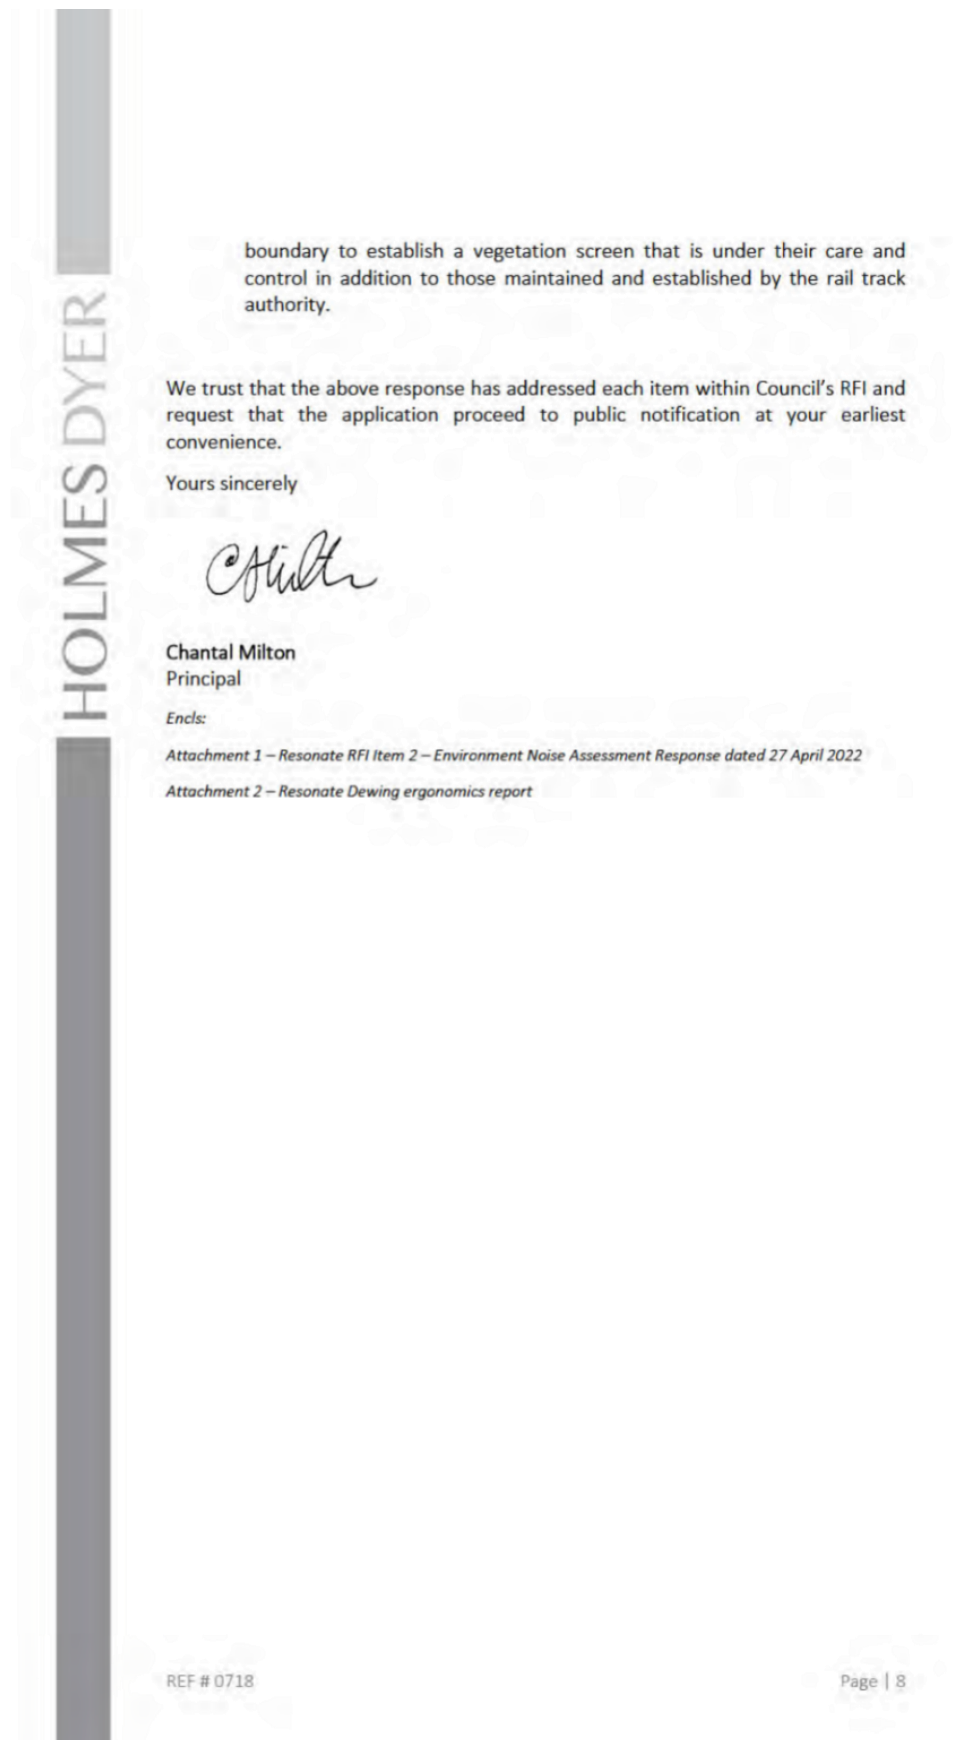 HOLMES DYER
boundary to establish a vegetation screen that is under their care and
control in addition to those maintained and established by the rail track
authority.
We trust that the above response has addressed each item within Council's RFI and
request that the application proceed to public notification at your earliest
convenience.
Yours sincerely
CMilton
Chantal Milton
Principal
Encls:
Attachment 1 – Resonate RFI Item 2 – Environment Noise Assessment Response dated 27 April 2022
Attachment 2 – Resonate Dewing ergonomics report
REF # 0718
Page | 8